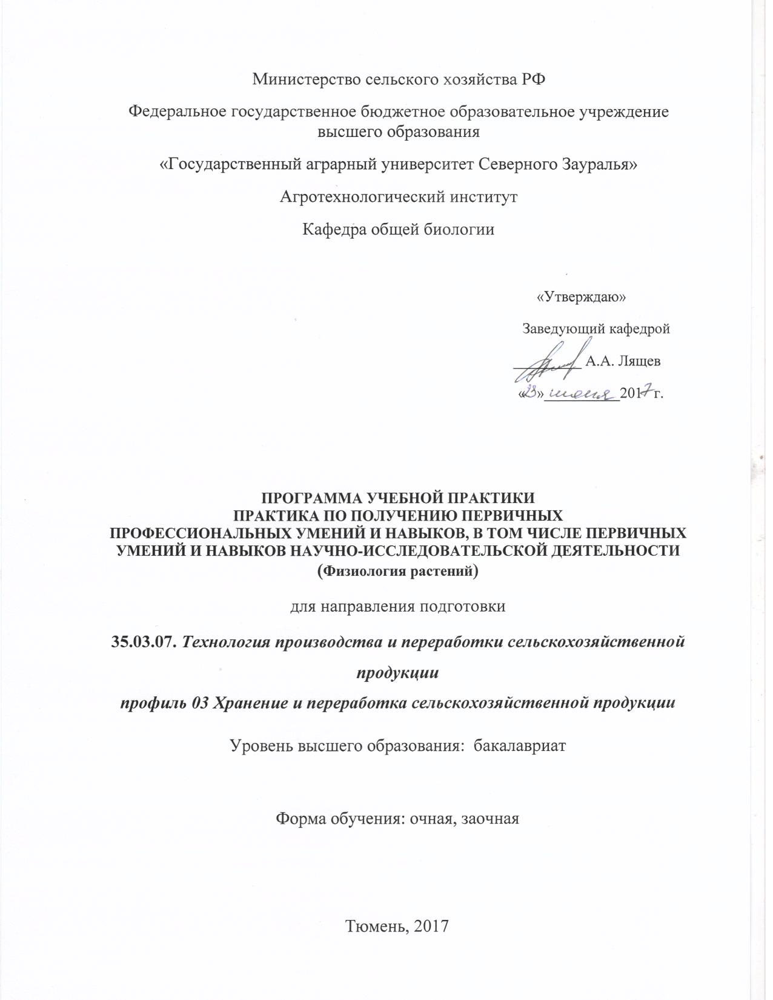 Министерство сельского хозяйства РФ
Федеральное государственное бюджетное образовательное учреждение
высшего образования
«Государственный аграрный университет Северного Зауралья»
Агротехнологический институт
Кафедра общей биологии
«Утверждаю»
Заведующий кафедрой
А.А. Лящев
«23» июня 2017 г.
ПРОГРАММА УЧЕБНОЙ ПРАКТИКИ
ПРАКТИКА ПО ПОЛУЧЕНИЮ ПЕРВИЧНЫХ
ПРОФЕССИОНАЛЬНЫХ УМЕНИЙ И НАВЫКОВ, В ТОМ ЧИСЛЕ ПЕРВИЧНЫХ
УМЕНИЙ И НАВЫКОВ НАУЧНО-ИССЛЕДОВАТЕЛЬСКОЙ ДЕЯТЕЛЬНОСТИ
(Физиология растений)
для направления подготовки
35.03.07. Технология производства и переработки сельскохозяйственной
продукции
профиль 03 Хранение и переработка сельскохозяйственной продукции
Уровень высшего образования: бакалавриат
Форма обучения: очная, заочная
Тюмень, 2017